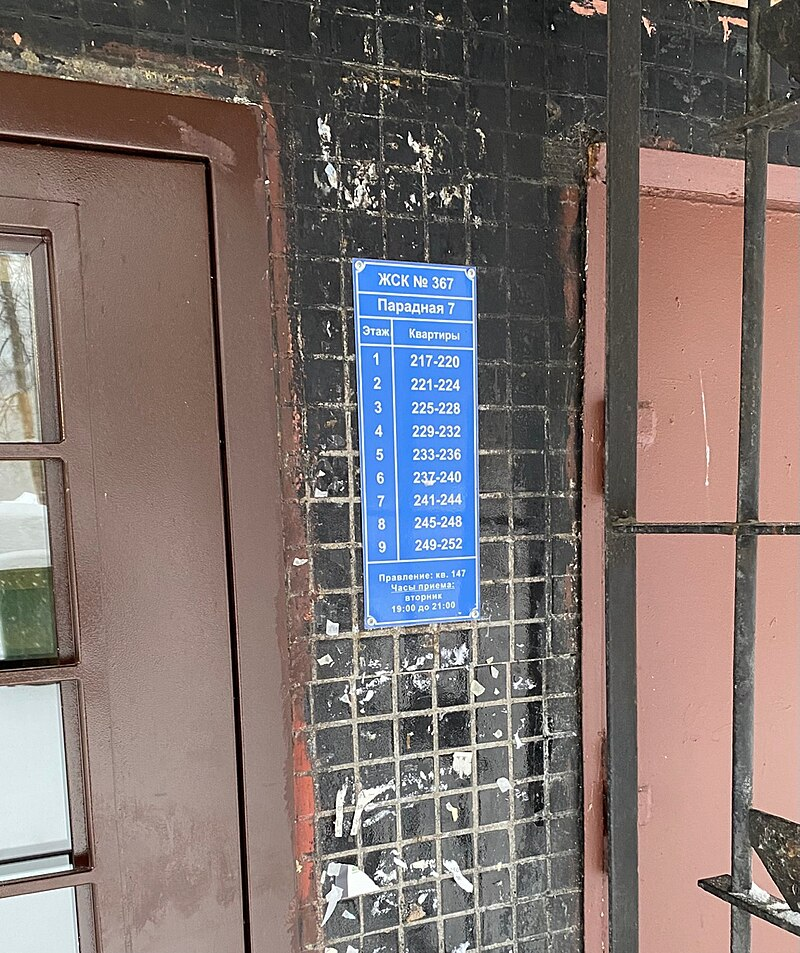 ЖСК № 367
Парадная 7
Этаж Квартиры
1 217-220
2 221-224
3 225-228
4 229-232
5 233-236
6 237-240
7 241-244
8 245-248
9 249-252
Правление: кв. 147
Часы приема:
вторник
19:00 до 21:00